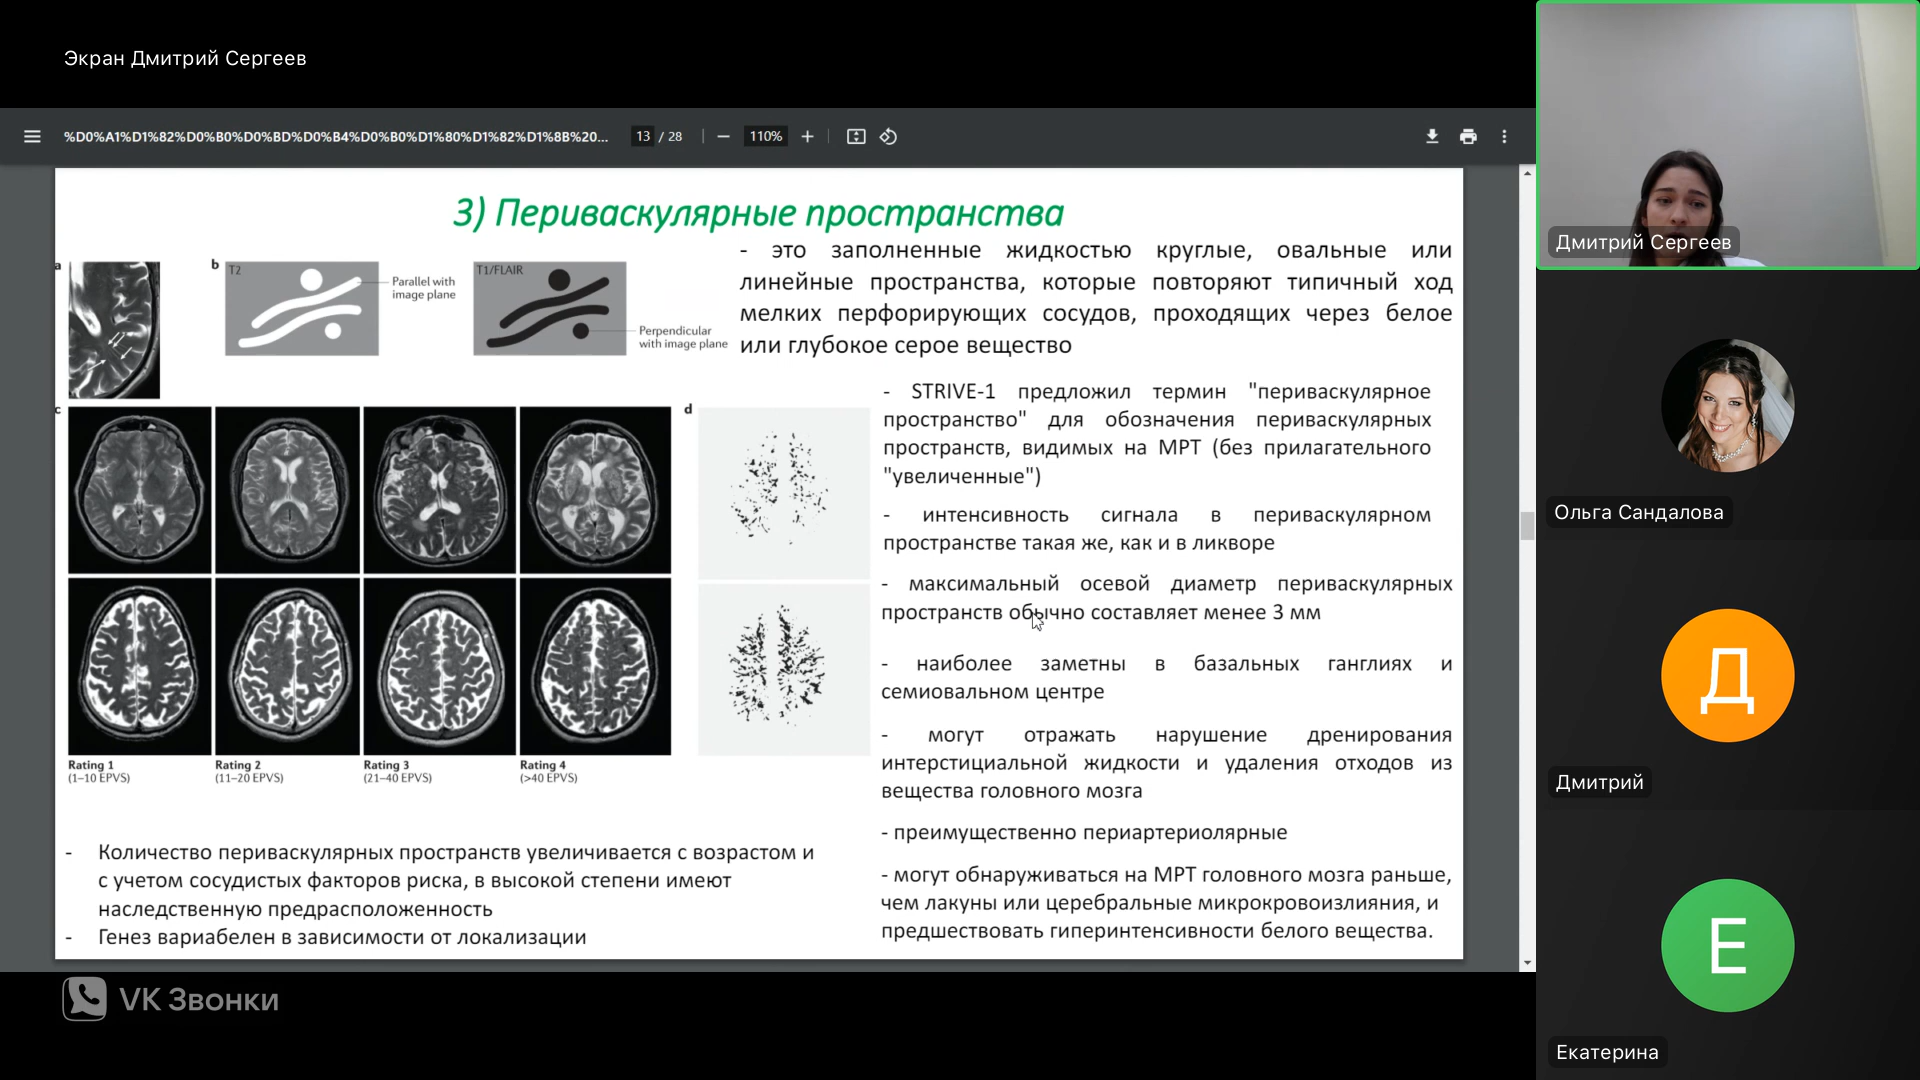 Экран Дмитрий Сергеев
%D0%A1%D1%82%D0%B0%D0%BD%D0%B4%D0%B0%D1%80%D1%82%D1%8B%20...
13 / 28
110%
3) Периваскулярные пространства
a
b
T2
Parallel with
image plane
T1/FLAIR
Perpendicular
with image plane
- это заполненные жидкостью круглые, овальные или
линейные пространства, которые повторяют типичный ход
мелких перфорирующих сосудов, проходящих через белое
или глубокое серое вещество
c
d
- STRIVE-1 предложил термин "периваскулярное
пространство" для обозначения периваскулярных
пространств, видимых на МРТ (без прилагательного
"увеличенные")
- интенсивность сигнала в периваскулярном
пространстве такая же, как и в ликворе
- максимальный осевой диаметр периваскулярных
пространств обычно составляет менее 3 мм
- наиболее заметны в базальных ганглиях и
семиовальном центре
- могут отражать нарушение дренирования
интерстициальной жидкости и удаления отходов из
вещества головного мозга
- преимущественно периартериолярные
- могут обнаруживаться на МРТ головного мозга раньше,
чем лакуны или церебральные микрокровоизлияния, и
предшествовать гиперинтенсивности белого вещества.
Rating 1
(1–10 EPVS)
Rating 2
(11–20 EPVS)
Rating 3
(21–40 EPVS)
Rating 4
(>40 EPVS)
- Количество периваскулярных пространств увеличивается с возрастом и
с учетом сосудистых факторов риска, в высокой степени имеют
наследственную предрасположенность
- Генез вариабелен в зависимости от локализации
VK Звонки
Дмитрий Сергеев
Ольга Сандалова
Д
Дмитрий
Е
Екатерина